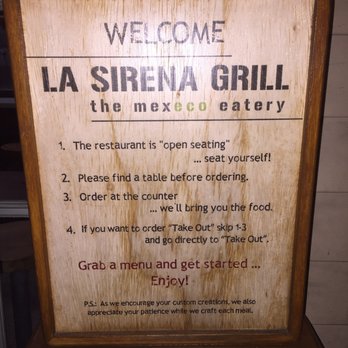 WELCOME
LA SIRENA GRILL
the mexeco eatery
1. The restaurant is "open seating"
... seat yourself!
2. Please find a table before ordering.
3. Order at the counter
... we'll bring you the food.
4. If you want to order "Take Out" skip 1-3
and go directly to "Take Out".
Grab a menu and get started ...
Enjoy!
P.S.: As we encourage your custom creations, we also
appreciate your patience while we craft each meal.